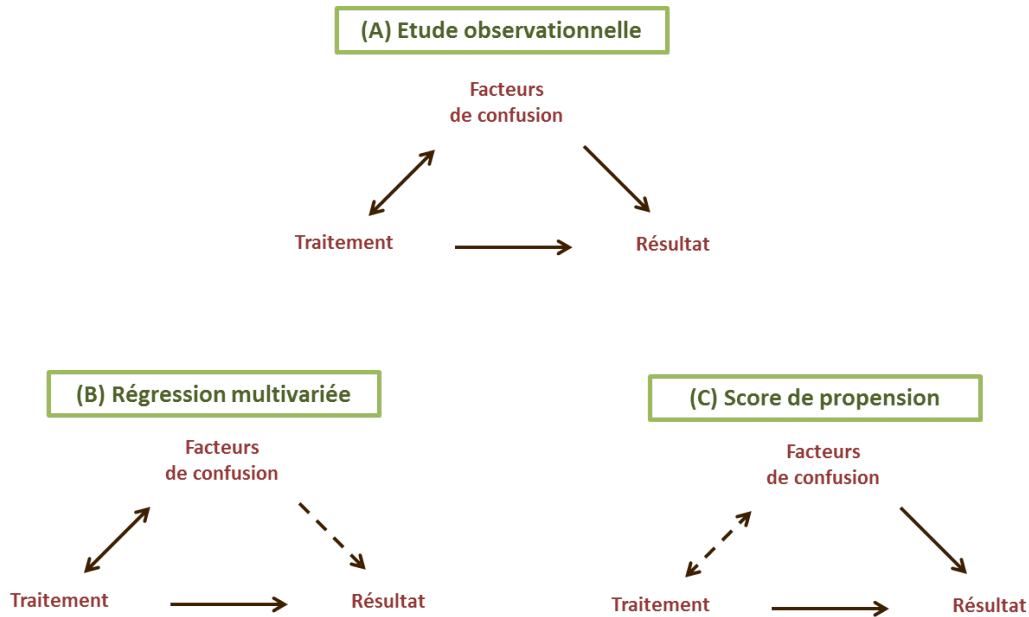 (A) Etude observationnelle
Facteurs
de confusion
Traitement
Résultat
(B) Régression multivariée
Facteurs
de confusion
Traitement
Résultat
(C) Score de propension
Facteurs
de confusion
Traitement
Résultat